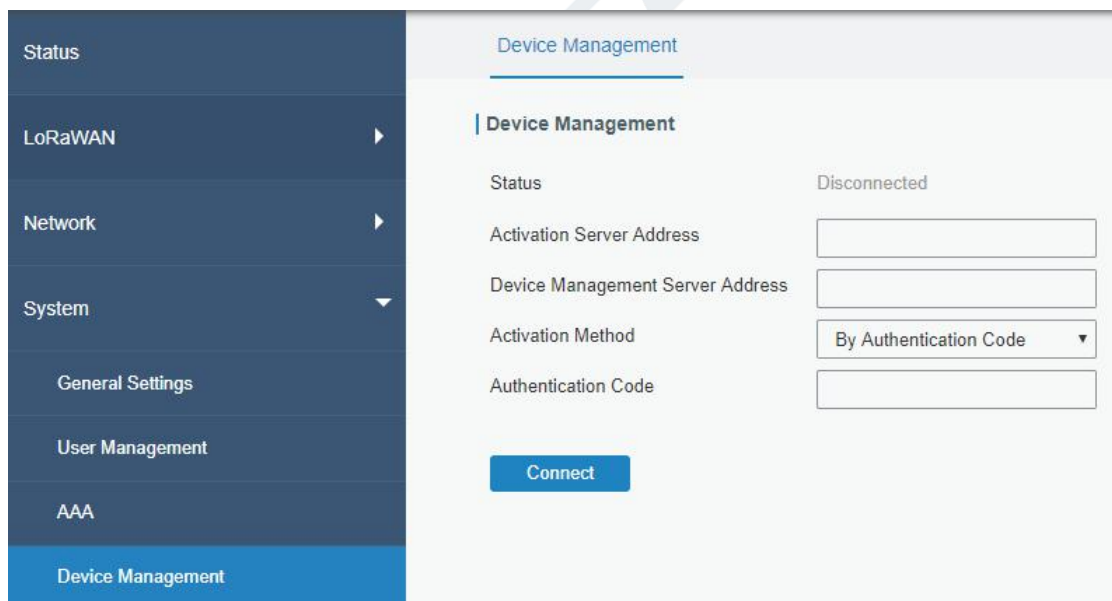 Status
LoRaWAN
Network
System
General Settings
User Management
AAA
Device Management
Device Management
Device Management
Status Disconnected
Activation Server Address
Device Management Server Address
Activation Method By Authentication Code
Authentication Code
Connect